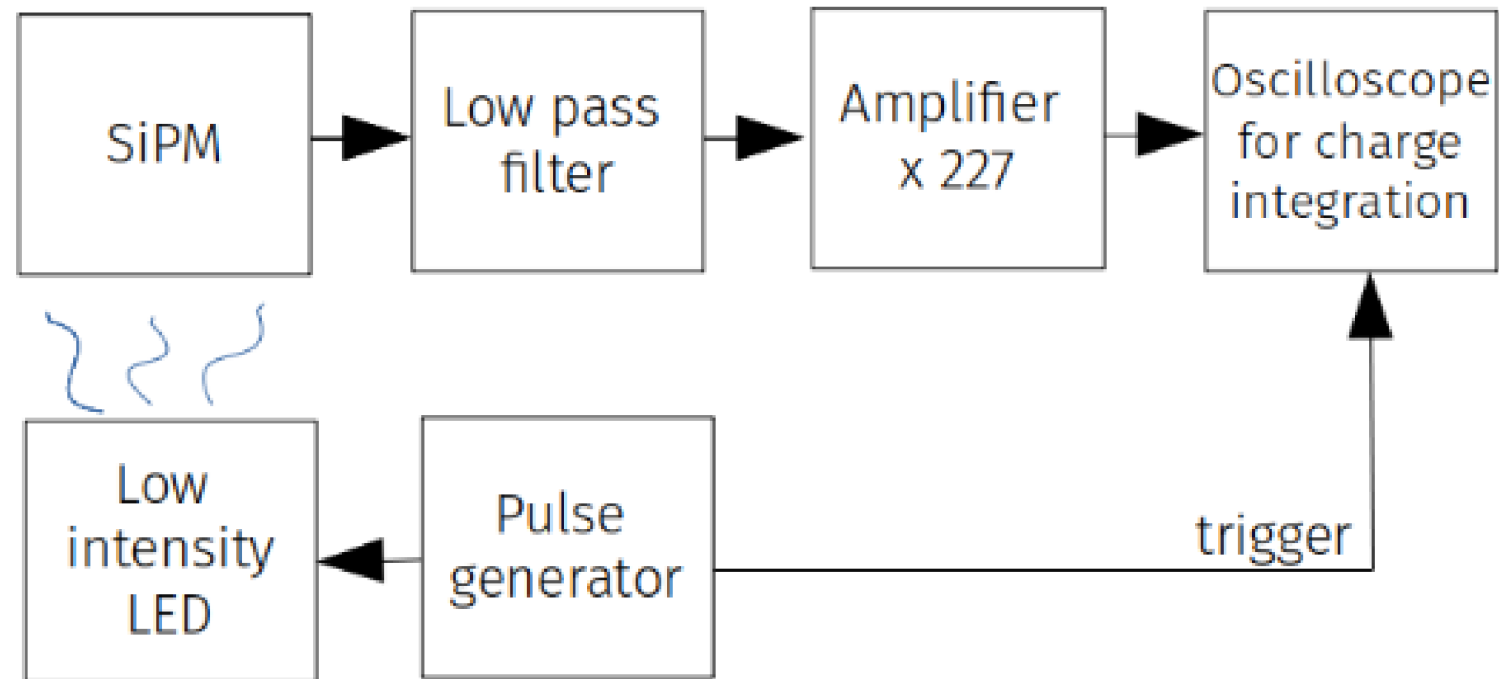 SiPM
Low pass
filter
Amplifier
x 227
Oscilloscope
for charge
integration
Low
intensity
LED
Pulse
generator
trigger